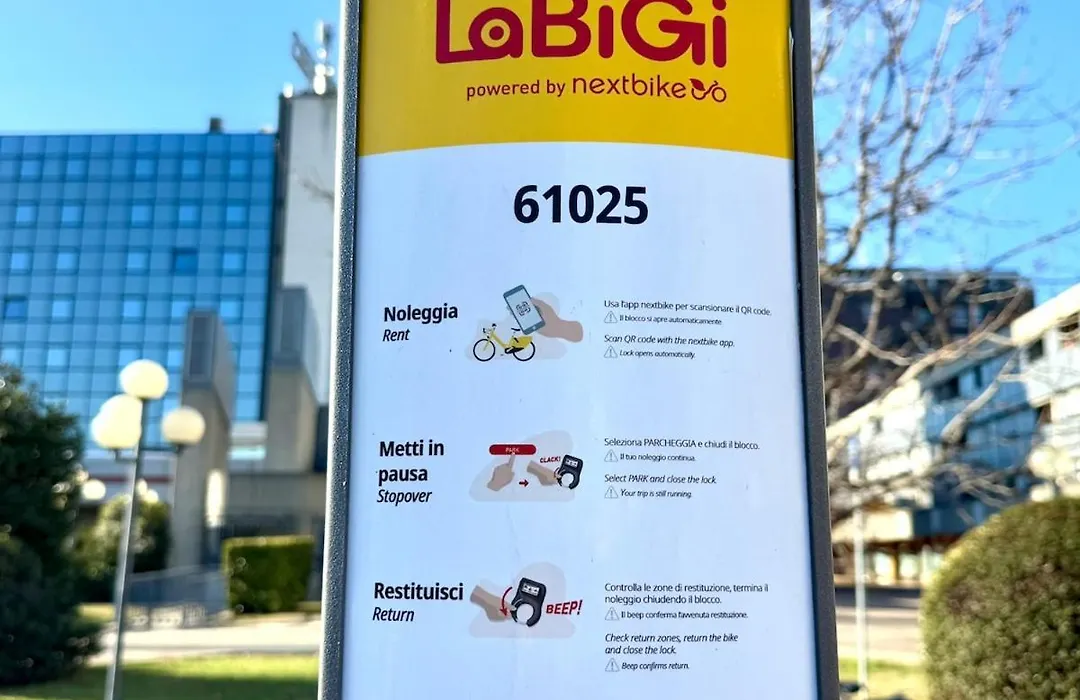 LaBiGi
powered by nextbike
61025
Noleggia
Rent
Usa l'app nextbike per scansionare il QR code.
Il blocco si apre automaticamente.
Scan QR code with the nextbike app.
Lock opens automatically.
Metti in
pausa
Stopover
PARK
CLACK!
Seleziona PARCHEGGIA e chiudi il blocco.
Il tuo noleggio continua.
Select PARK and close the lock.
Your trip is still running.
Restituisci
Return
BEEP!
Controlla le zone di restituzione, termina il
noleggio chiudendo il blocco.
Il beep conferma l'avvenuta restituzione.
Check return zones, return the bike
and close the lock.
Beep confirms return.